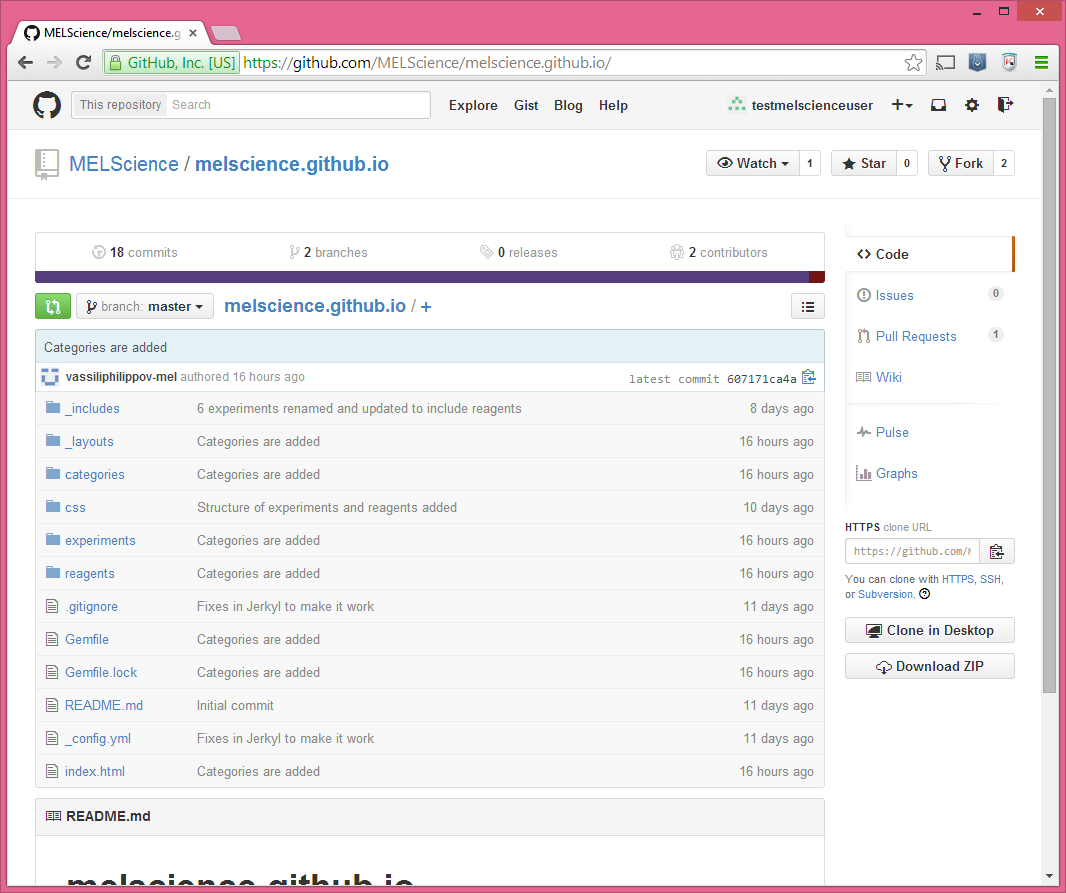 MELScience/melscience.g
GitHub, Inc. [US] https://github.com/MELScience/melscience.github.io/
This repository Search Explore Gist Blog Help testmelscienceuser
MELScience / melscience.github.io Watch 1 Star 0 Fork 2
18 commits 2 branches 0 releases 2 contributors
branch: master melscience.github.io / +
Categories are added
vassiliphilippov-mel authored 16 hours ago latest commit 607171ca4a
_includes 6 experiments renamed and updated to include reagents 8 days ago
_layouts Categories are added 16 hours ago
categories Categories are added 16 hours ago
css Structure of experiments and reagents added 10 days ago
experiments Categories are added 16 hours ago
reagents Categories are added 16 hours ago
.gitignore Fixes in Jerkyl to make it work 11 days ago
Gemfile Categories are added 16 hours ago
Gemfile.lock Categories are added 16 hours ago
README.md Initial commit 11 days ago
_config.yml Fixes in Jerkyl to make it work 11 days ago
index.html Categories are added 16 hours ago
README.md
melscience.github.io
Code
Issues 0
Pull Requests 1
Wiki
Pulse
Graphs
HTTPS clone URL
https://github.com/
You can clone with HTTPS, SSH,
or Subversion.
Clone in Desktop
Download ZIP